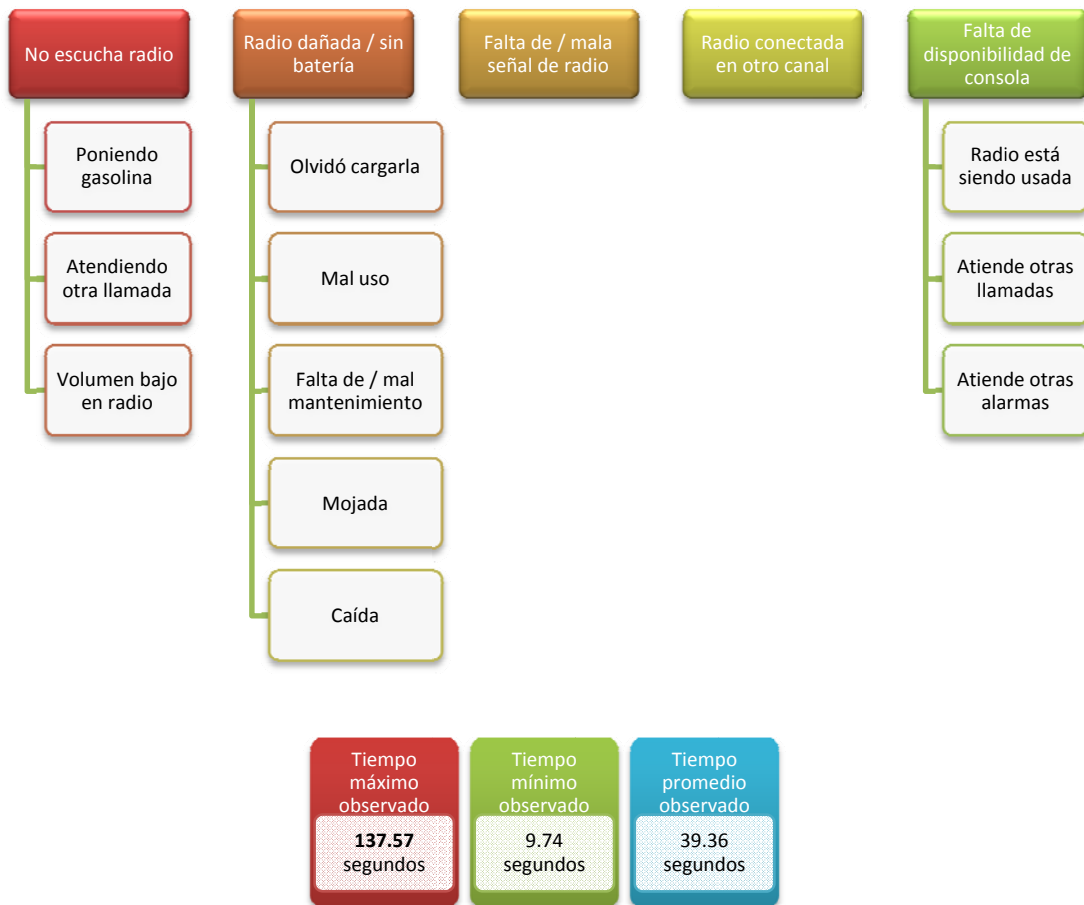 No escucha radio
Poniendo
gasolina
Atendiendo
otra llamada
Volumen bajo
en radio
Radio dañada / sin
batería
Olvidó cargarla
Mal uso
Falta de / mal
mantenimiento
Mojada
Caída
Falta de / mala
señal de radio
Radio conectada
en otro canal
Falta de
disponibilidad de
consola
Radio está
siendo usada
Atiende otras
llamadas
Atiende otras
alarmas
Tiempo
máximo
observado
137.57
segundos
Tiempo
mínimo
observado
9.74
segundos
Tiempo
promedio
observado
39.36
segundos